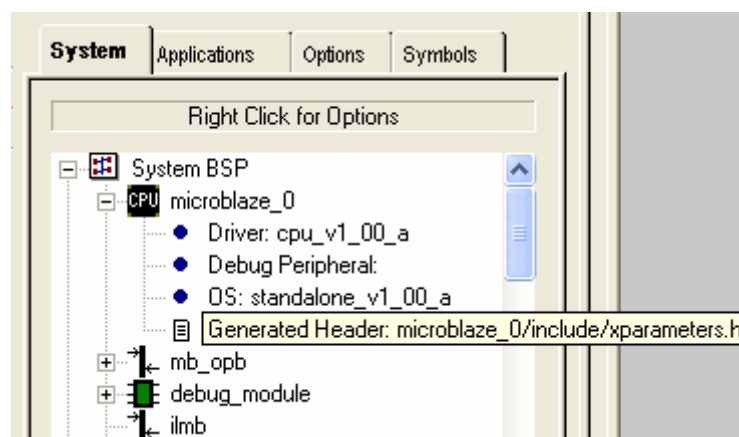 System Applications Options Symbols
Right Click for Options
System BSP
CPU microblaze_0
Driver: cpu_v1_00_a
Debug Peripheral:
OS: standalone_v1_00_a
Generated Header: microblaze_0/include/xparameters.h
mb_opb
debug_module
ilmb